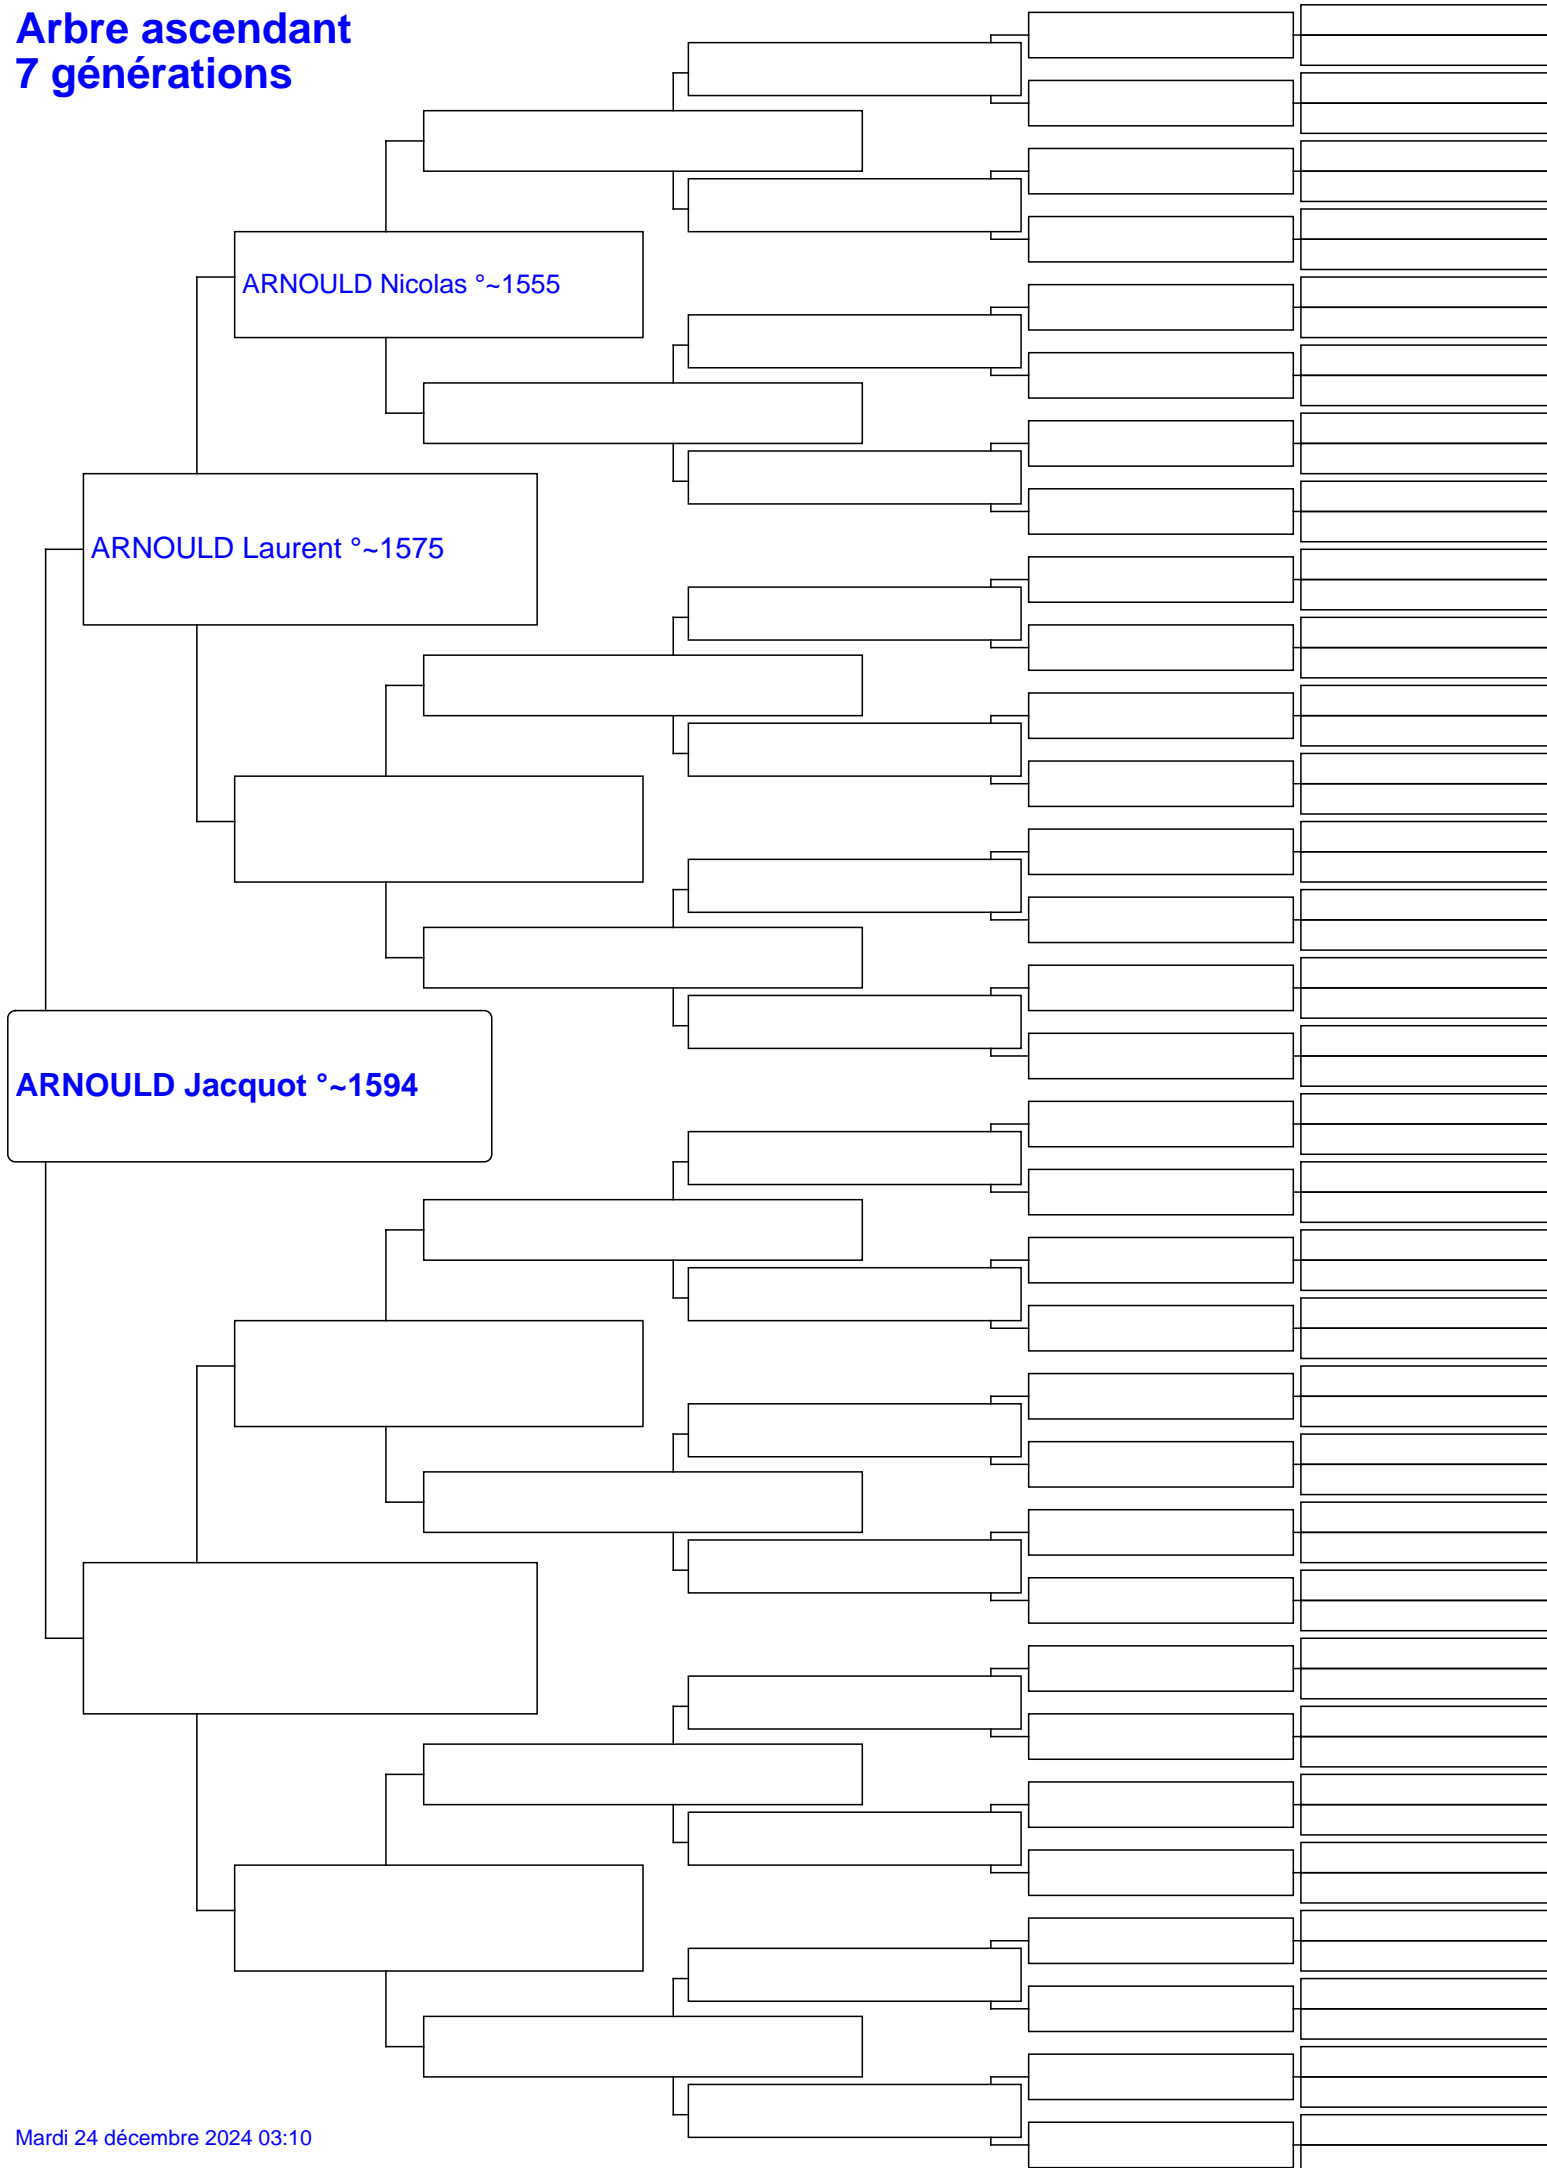 Arbre ascendant
7 générations
ARNOULD Nicolas °~1555
ARNOULD Laurent °~1575
ARNOULD Jacquot °~1594
Mardi 24 décembre 2024 03:10